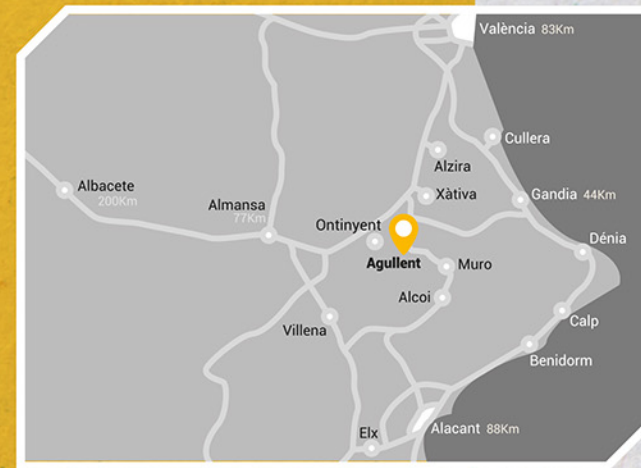 València 83Km
Cullera
Alzira
Xàtiva
Albacete
200Km
Gandia 44Km
Almansa
77Km
Ontinyent
Dénia
Agullent
Muro
Alcoi
Calp
Villena
Benidorm
Alacant 88Km
Elx